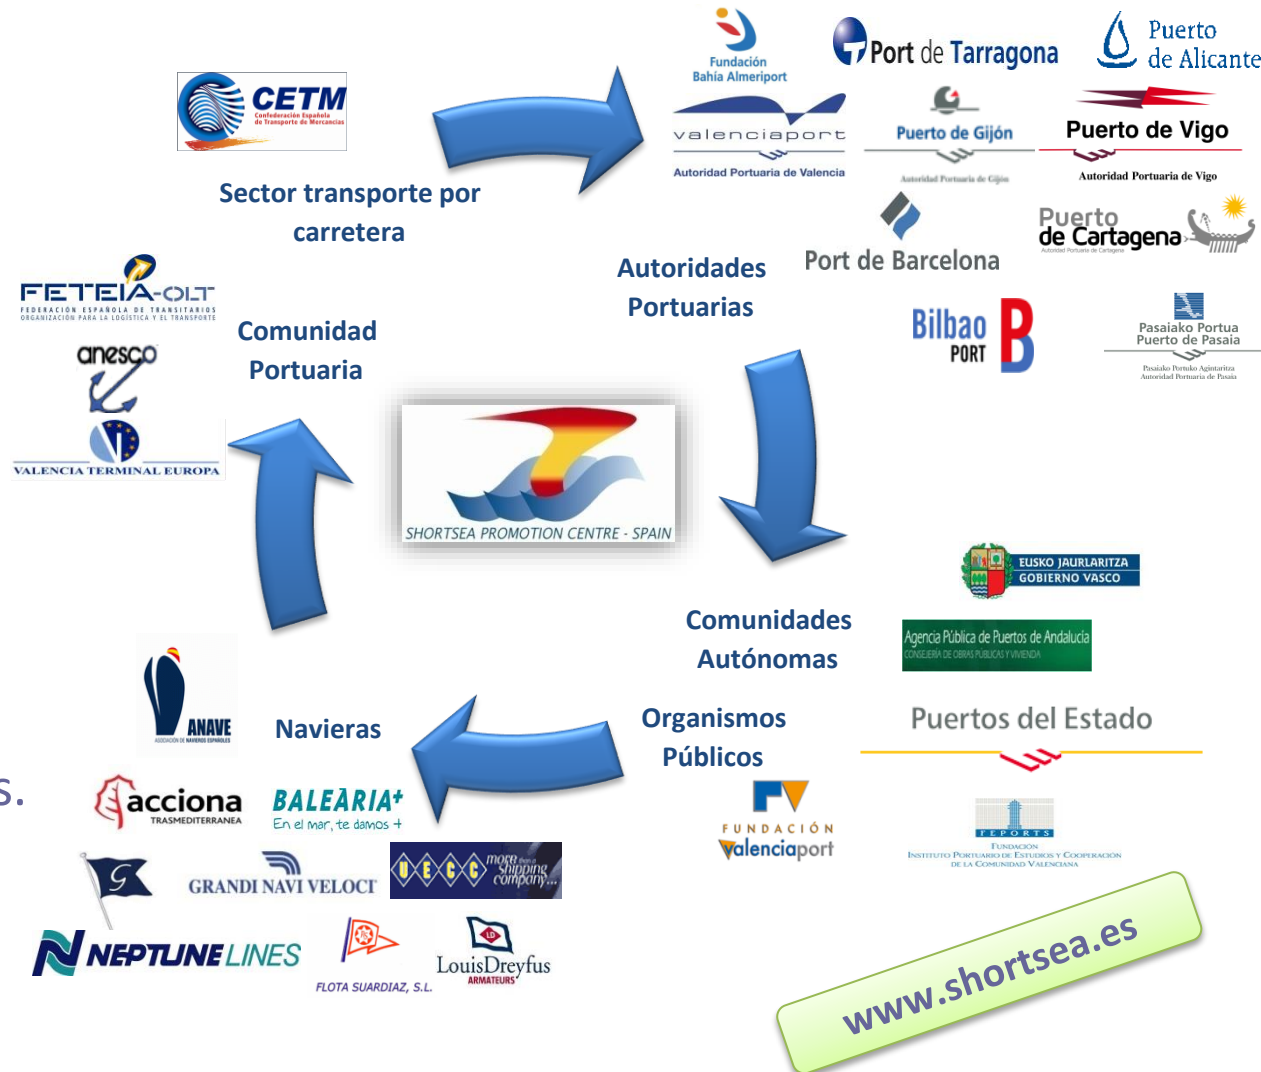 Fundación
Bahía Almeriport
Port de Tarragona
Puerto
de Alicante
CETM
Confederación Española
de Transporte de Mercancías
valenciaport
Autoridad Portuaria de Valencia
Puerto de Gijón
Autoridad Portuaria de Gijón
Puerto de Vigo
Autoridad Portuaria de Vigo
Sector transporte por
carretera
Port de Barcelona
Puerto
de Cartagena
Autoridad Portuaria de Cartagena
Autoridades
Portuarias
FETEIA-OLT
FEDERACIÓN ESPAÑOLA DE TRANSITARIOS
ORGANIZACIÓN PARA LA LOGÍSTICA Y EL TRANSPORTE
Comunidad
Portuaria
Bilbao
PORT
B
Pasaiako Portua
Puerto de Pasaia
Pasaiako Portuko Agintaritza
Autoridad Portuaria de Pasaia
anesco
VALENCIA TERMINAL EUROPA
SHORTSEA PROMOTION CENTRE - SPAIN
EUSKO JAURLARITZA
GOBIERNO VASCO
Comunidades
Autónomas
Agencia Pública de Puertos de Andalucía
CONSEJERÍA DE OBRAS PÚBLICAS Y VIVIENDA
ANAVE
ASOCIACIÓN DE NAVIEROS ESPAÑOLES
Navieras
Organismos
Públicos
Puertos del Estado
s.
acciona
TRASMEDITERRANEA
BALEÀRIA+
En el mar, te damos +
FUNDACIÓN
Valenciaport
FEPORTS
FUNDACIÓN
INSTITUTO PORTUARIO DE ESTUDIOS Y COOPERACIÓN
DE LA COMUNIDAD VALENCIANA
G
GRANDI NAVI VELOCI
UECC
more than a
shipping
company...
NEPTUNE LINES
FLOTA SUARDIAZ, S.L.
LD
LouisDreyfus
ARMATEURS
www.shortsea.es